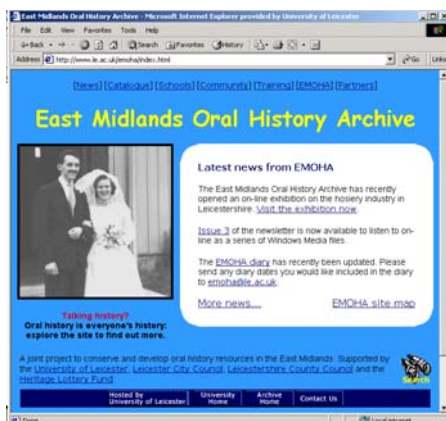 East Midlands Oral History Archive - Microsoft Internet Explorer provided by University of Leicester
File Edit View Favorites Tools Help
Back Search Favorites History
Address http://www.le.ac.uk/emoha/index.html Go Links
[News] [Catalogue] [Schools] [Community] [Training] [EMOHA] [Partners]
East Midlands Oral History Archive
Latest news from EMOHA
The East Midlands Oral History Archive has recently
opened an on-line exhibition on the hosiery industry in
Leicestershire. Visit the exhibition now.
Issue 3 of the newsletter is now available to listen to on-
line as a series of Windows Media files.
The EMOHA diary has recently been updated. Please
send any diary dates you would like included in the diary
to emoha@le.ac.uk.
More news.... EMOHA site map
Talking history?
Oral history is everyone's history:
explore the site to find out more.
A joint project to conserve and develop oral history resources in the East Midlands. Supported by
the University of Leicester, Leicester City Council, Leicestershire County Council and the
Heritage Lottery Fund.
Search
Hosted by
University of Leicester
University
Home
Archive
Home
Contact Us
Done Local intranet